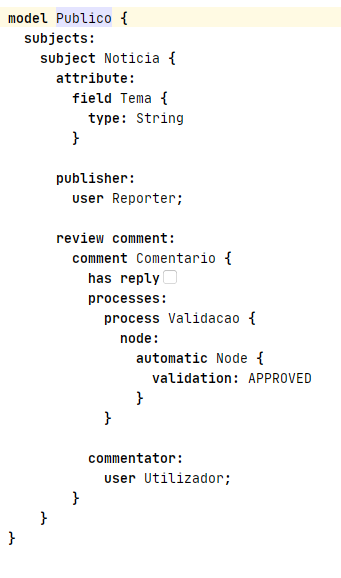 model Publico {
subjects:
subject Noticia {
attribute:
field Tema {
type: String
}
publisher:
user Reporter;
review comment:
comment Comentario {
has reply
processes:
process Validacao {
node:
automatic Node {
validation: APPROVED
}
}
commentator:
user Utilizador;
}
}
}